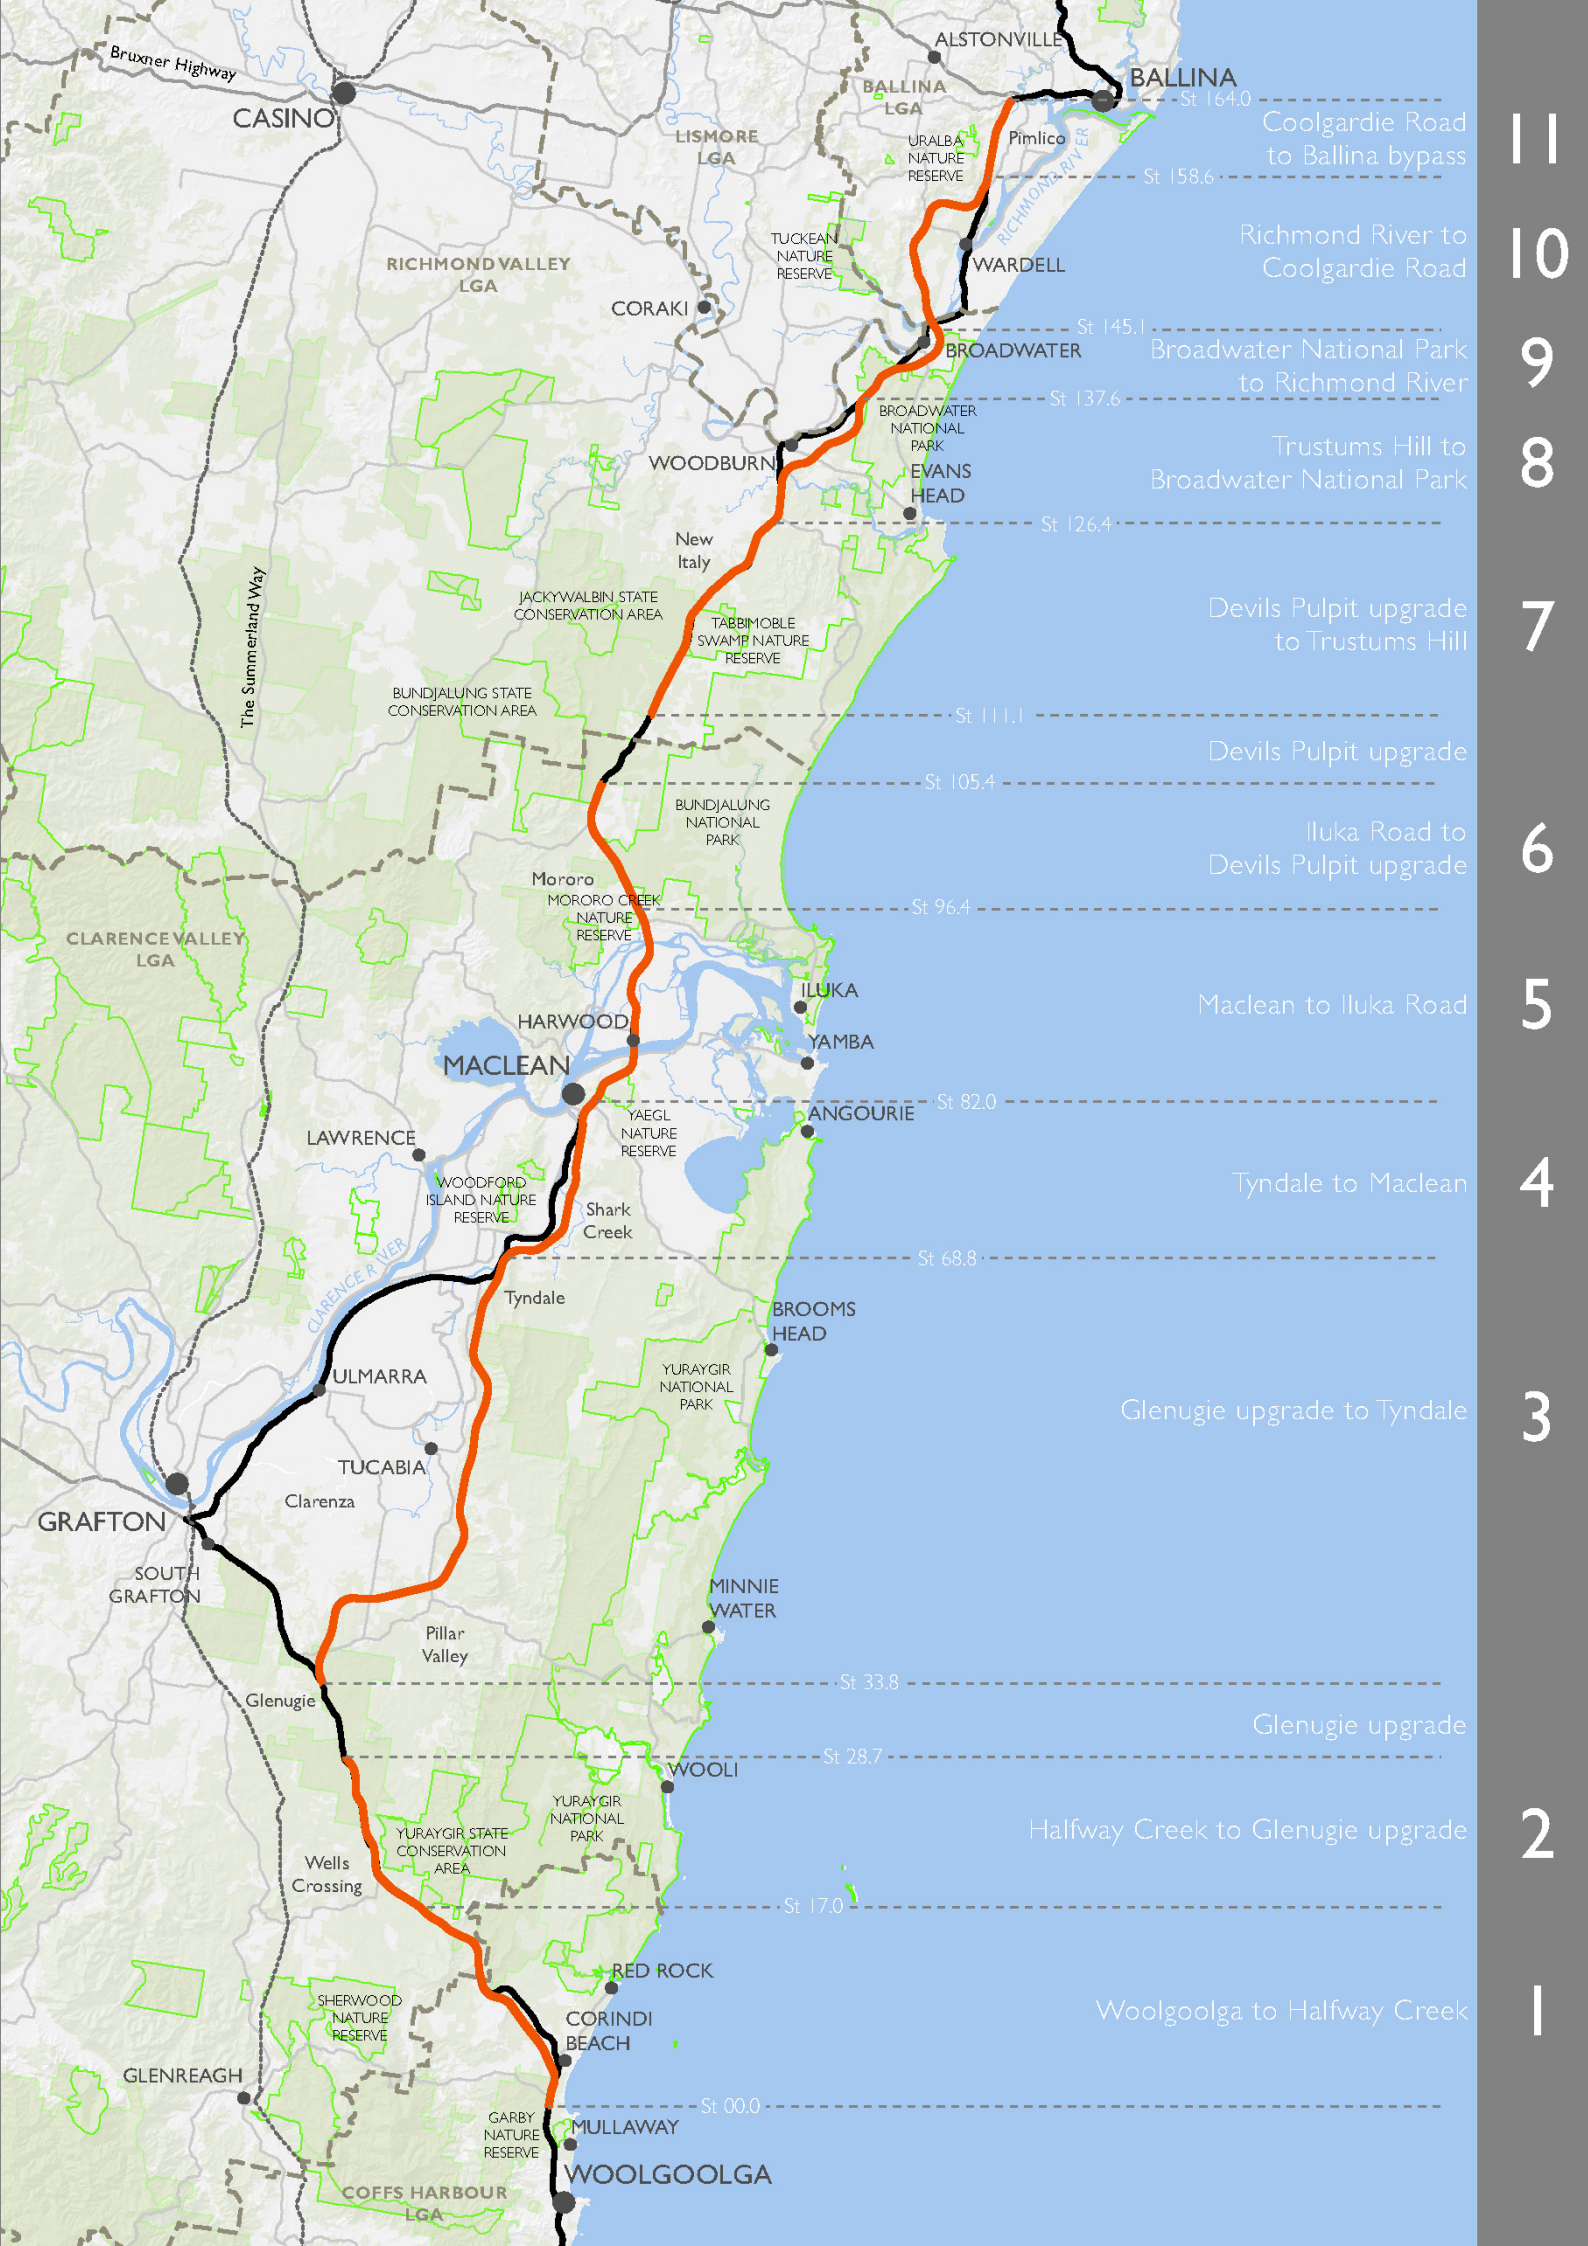 ALSTONVILLE
Bruxner Highway
BALLINA
BALLINA
LGA
St 164.0
CASINO
Coolgardie Road
to Ballina bypass
11
LISMORE
LGA
URALBA
NATURE
RESERVE
Pimlico
RICHMOND RIVER
St 158.6
TUCKEAN
NATURE
RESERVE
Richmond River to
Coolgardie Road
10
RICHMOND VALLEY
LGA
WARDELL
CORAKI
St 145.1
BROADWATER
Broadwater National Park
to Richmond River
9
St 137.6
BROADWATER
NATIONAL
PARK
WOODBURN
Trustums Hill to
Broadwater National Park
8
EVANS
HEAD
St 126.4
New
Italy
The Summerland Way
JACKYWALBIN STATE
CONSERVATION AREA
TABBIMOBLE
SWAMP NATURE
RESERVE
Devils Pulpit upgrade
to Trustums Hill
7
BUNDJALUNG STATE
CONSERVATION AREA
St 111.1
Devils Pulpit upgrade
St 105.4
BUNDJALUNG
NATIONAL
PARK
Iluka Road to
Devils Pulpit upgrade
6
Mororo
MORORO CREEK
NATURE
RESERVE
St 96.4
CLARENCE VALLEY
LGA
ILUKA
Maclean to Iluka Road
5
HARWOOD
YAMBA
MACLEAN
St 82.0
YAEGL
NATURE
RESERVE
ANGOURIE
LAWRENCE
WOODFORD
ISLAND NATURE
RESERVE
Tyndale to Maclean
4
Shark
Creek
CLARENCE RIVER
St 68.8
Tyndale
BROOMS
HEAD
ULMARRA
YURAYGIR
NATIONAL
PARK
Glenugie upgrade to Tyndale
3
TUCABIA
Clarenza
GRAFTON
SOUTH
GRAFTON
MINNIE
WATER
Pillar
Valley
St 33.8
Glenugie
Glenugie upgrade
St 28.7
WOOLI
YURAYGIR
NATIONAL
PARK
YURAYGIR STATE
CONSERVATION
AREA
Halfway Creek to Glenugie upgrade
2
Wells
Crossing
St 17.0
RED ROCK
SHERWOOD
NATURE
RESERVE
CORINDI
BEACH
Woolgoolga to Halfway Creek
1
GLENREAGH
St 00.0
GARBY
NATURE
RESERVE
MULLAWAY
WOOLGOOLGA
COFFS HARBOUR
LGA